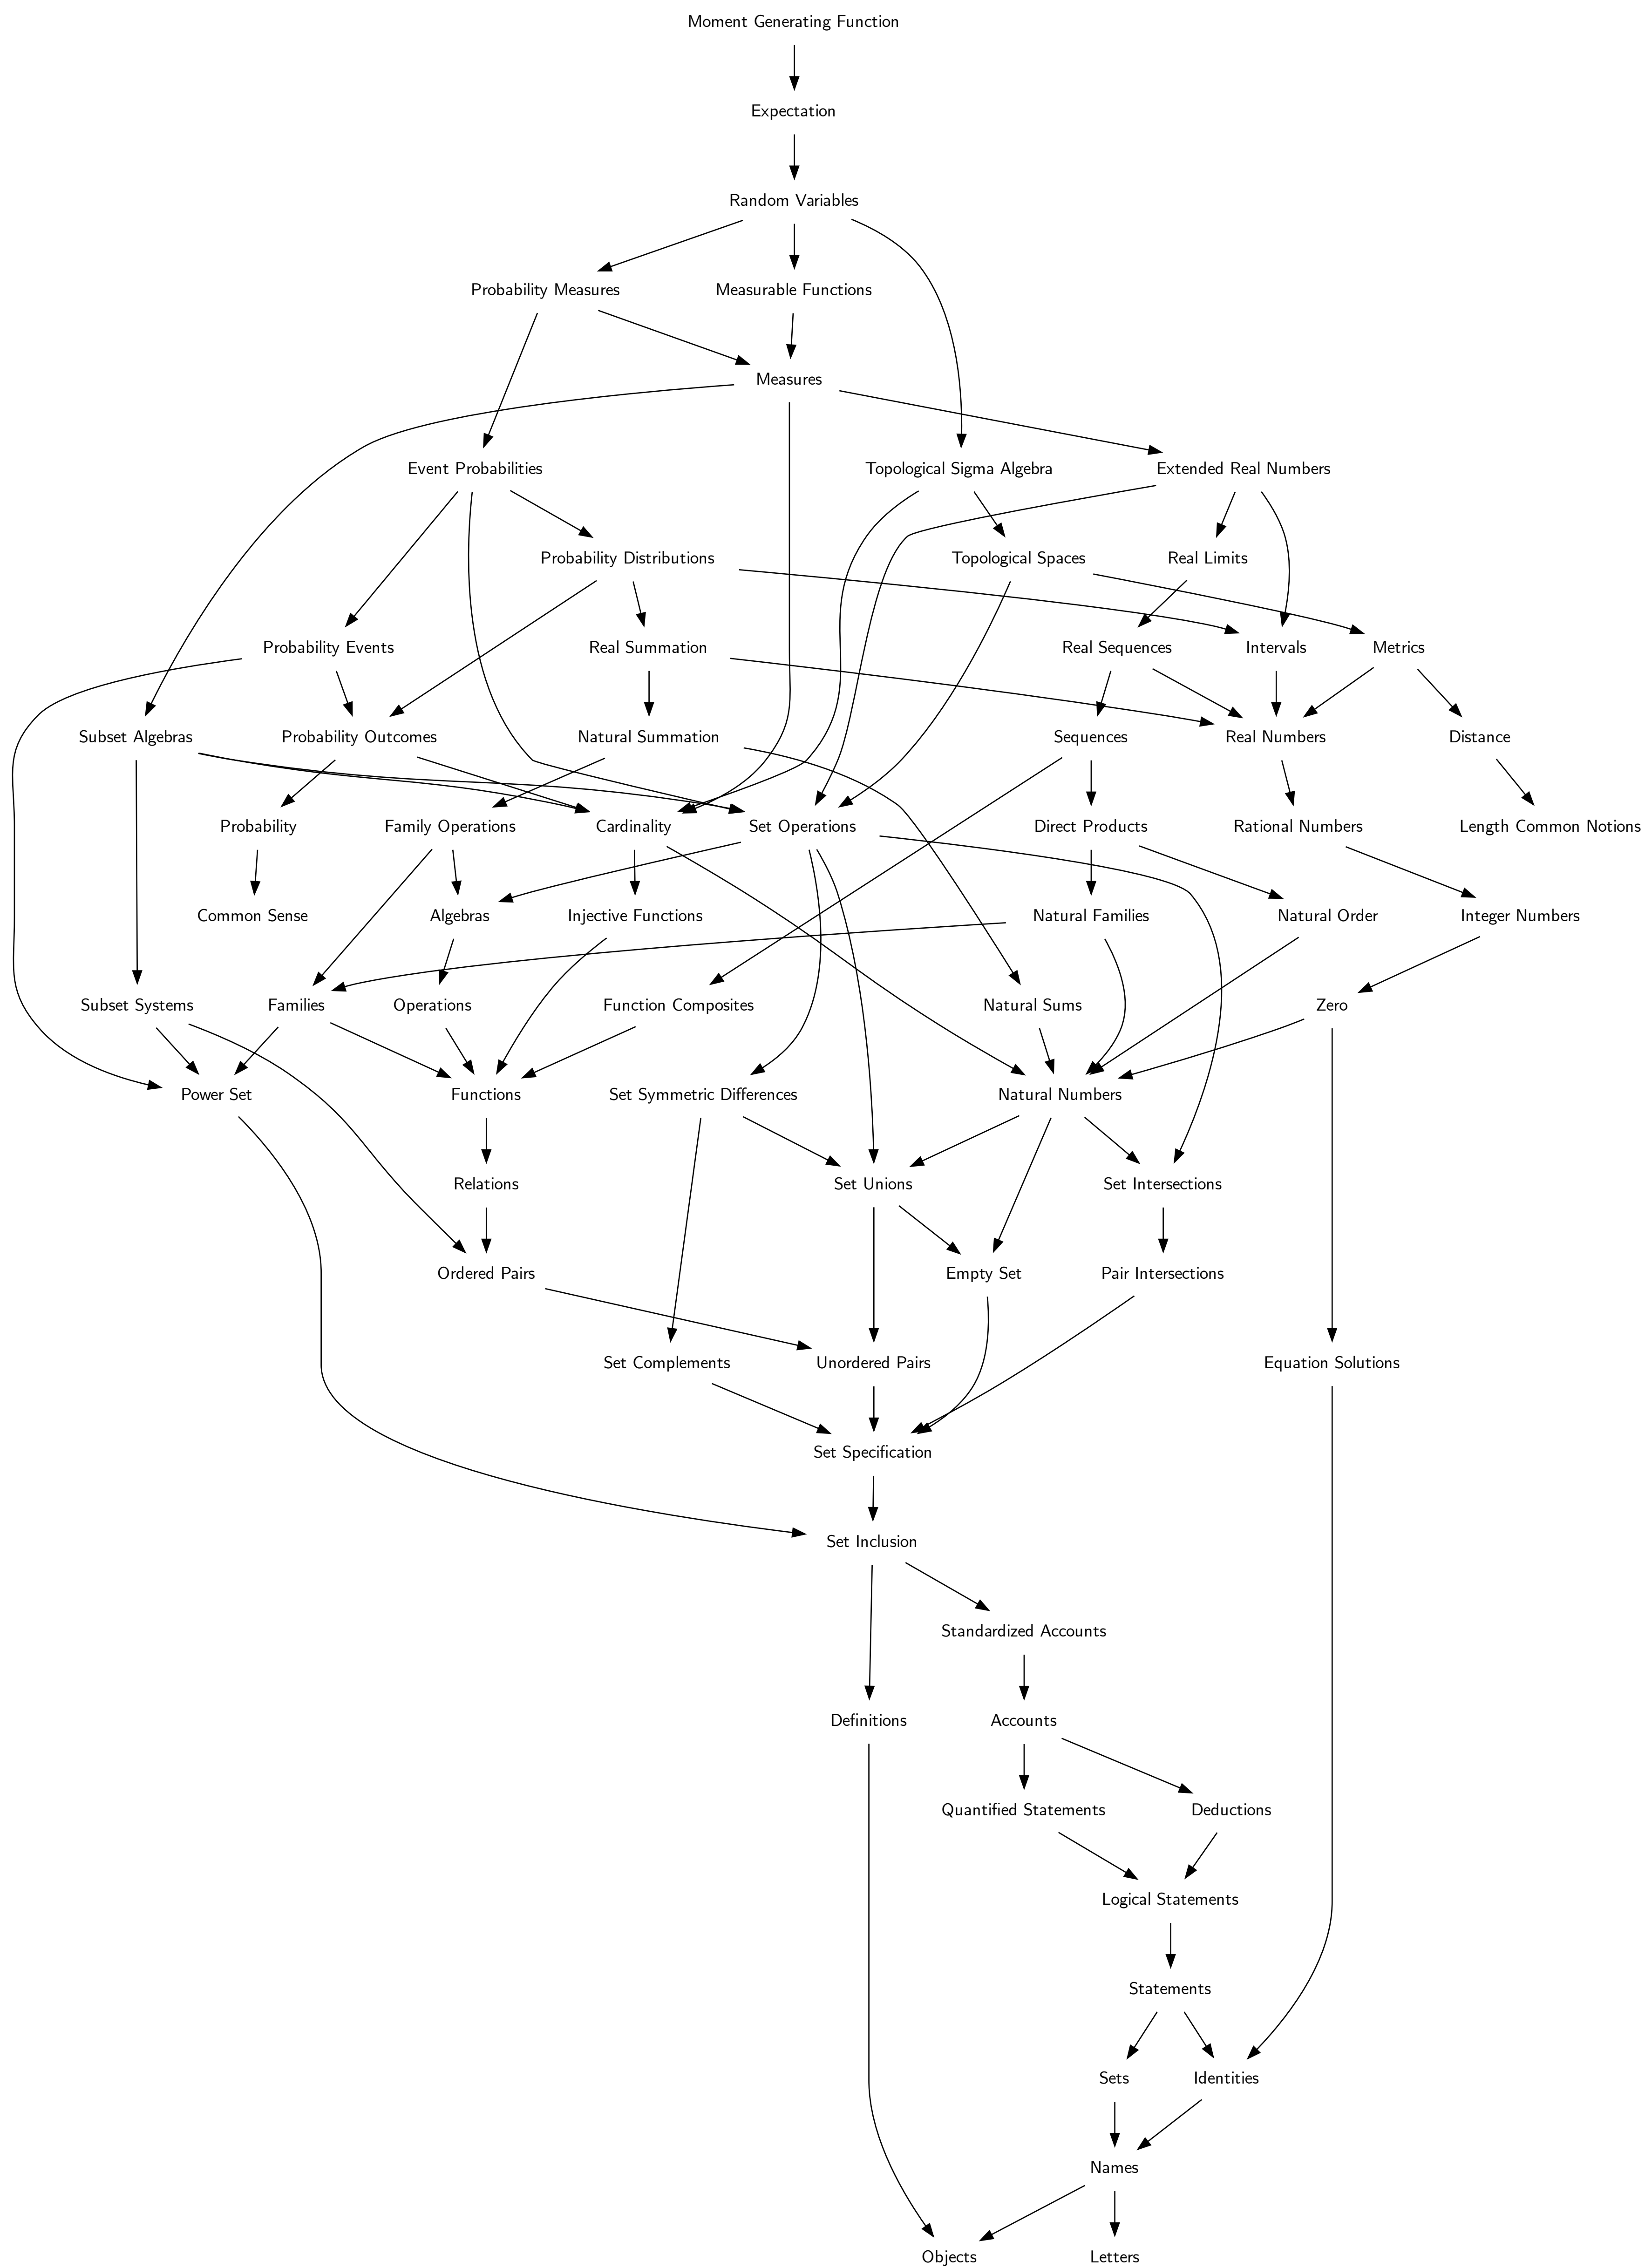 Moment Generating Function
Expectation
Random Variables
Probability Measures
Measurable Functions
Measures
Event Probabilities
Topological Sigma Algebra
Extended Real Numbers
Probability Distributions
Topological Spaces
Real Limits
Probability Events
Real Summation
Real Sequences
Intervals
Metrics
Subset Algebras
Probability Outcomes
Natural Summation
Sequences
Real Numbers
Distance
Probability
Family Operations
Cardinality
Set Operations
Direct Products
Rational Numbers
Length Common Notions
Common Sense
Algebras
Injective Functions
Natural Families
Natural Order
Integer Numbers
Subset Systems
Families
Operations
Function Composites
Natural Sums
Zero
Power Set
Functions
Set Symmetric Differences
Natural Numbers
Relations
Set Unions
Set Intersections
Ordered Pairs
Empty Set
Pair Intersections
Set Complements
Unordered Pairs
Equation Solutions
Set Specification
Set Inclusion
Standardized Accounts
Definitions
Accounts
Quantified Statements
Deductions
Logical Statements
Statements
Sets
Identities
Names
Objects
Letters